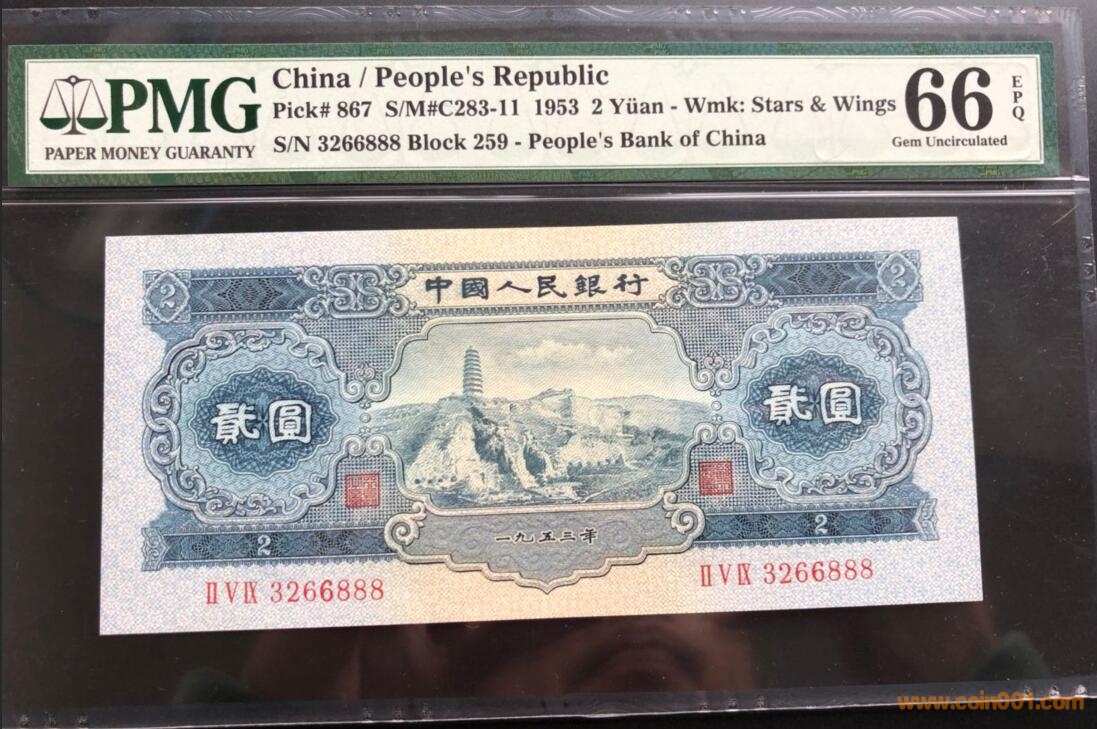 China / People's Republic
Pick# 867 S/M#C283-11 1953 2 Yüan - Wmk: Stars & Wings
S/N 3266888 Block 259 - People's Bank of China
PMG
PAPER MONEY GUARANTY
66
EPQ
Gem Uncirculated
中國人民銀行
2
2
貳圓
貳圓
一九五三年
2
2
II V IX 3266888
II V IX 3266888
www.coin001.com